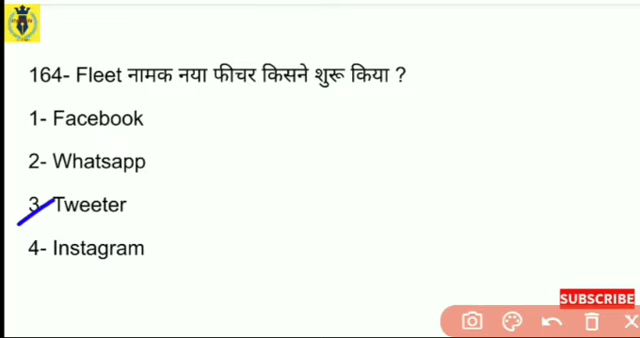 164- Fleet नामक नया फीचर किसने शुरू किया ?
1- Facebook
2- Whatsapp
3- Tweeter
4- Instagram
SUBSCRIBE